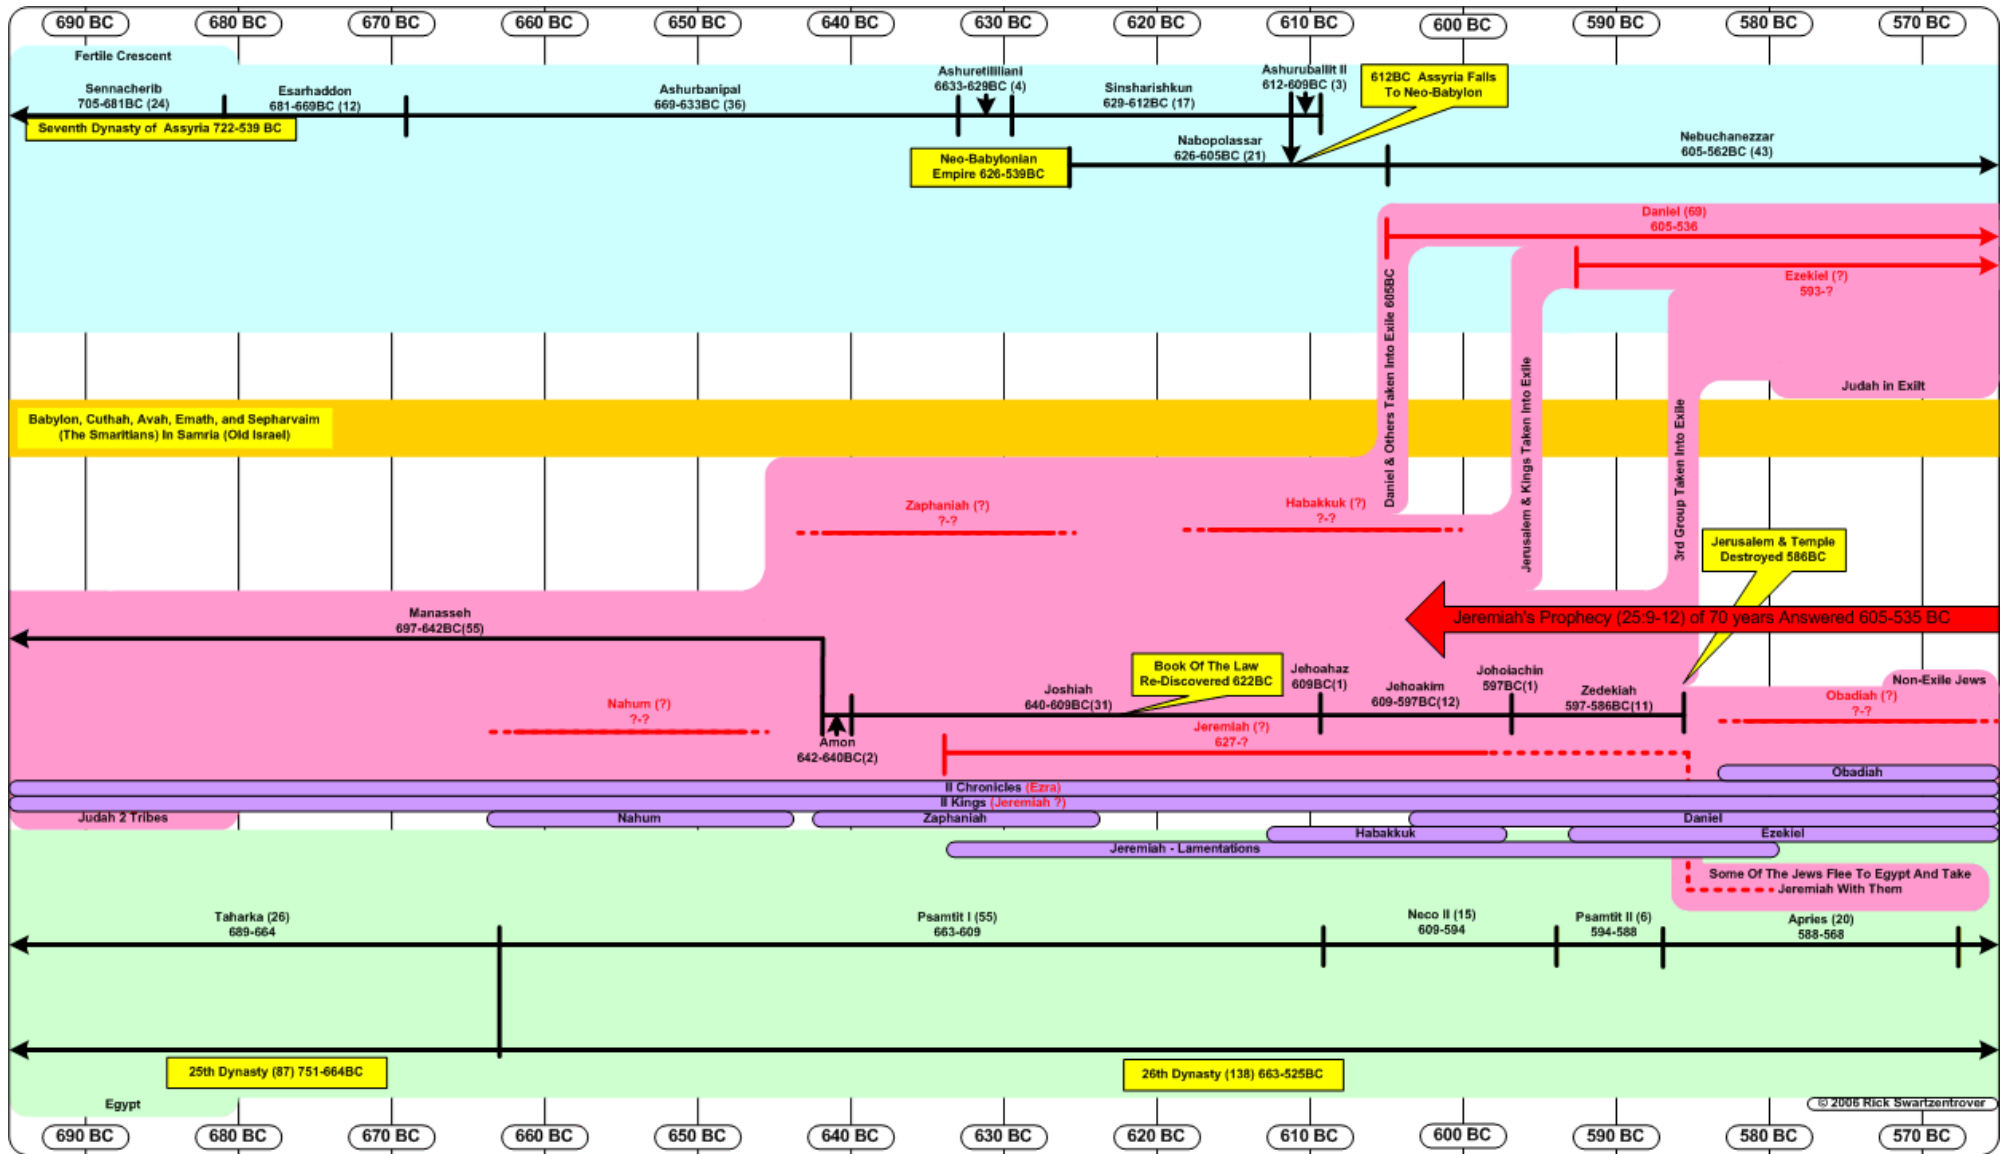 690 BC
680 BC
670 BC
660 BC
650 BC
640 BC
630 BC
620 BC
610 BC
600 BC
590 BC
580 BC
570 BC
Fertile Crescent
Sennacherib
705-681BC (24)
Esarhaddon
681-669BC (12)
Ashurbanipal
669-633BC (36)
Ashuretililiani
6633-629BC (4)
Sinsharishkun
629-612BC (17)
Ashuruballit II
612-609BC (3)
612BC Assyria Falls
To Neo-Babylon
Seventh Dynasty of Assyria 722-539 BC
Neo-Babylonian
Empire 626-539BC
Nabopolassar
626-605BC (21)
Nebuchanezzar
605-562BC (43)
Daniel (69)
605-536
Ezekiel (?)
593-?
Daniel & Others Taken Into Exile 605BC
Jerusalem & Kings Taken Into Exile
3rd Group Taken Into Exile
Judah in Exilt
Babylon, Cuthah, Avah, Emath, and Sepharvaim
(The Smaritians) In Samria (Old Israel)
Zaphaniah (?)
?-?
Habakkuk (?)
?-?
Jerusalem & Temple
Destroyed 586BC
Jeremiah's Prophecy (25:9-12) of 70 years Answered 605-535 BC
Manasseh
697-642BC(55)
Book Of The Law
Re-Discovered 622BC
Joshiah
640-609BC(31)
Jehoahaz
609BC(1)
Jehoakim
609-597BC(12)
Johoiachin
597BC(1)
Zedekiah
597-586BC(11)
Non-Exile Jews
Obadiah (?)
?-?
Nahum (?)
?-?
Amon
642-640BC(2)
Jeremiah (?)
627-?
Obadiah
II Chronicles (Ezra)
II Kings (Jeremiah ?)
Judah 2 Tribes
Nahum
Zaphaniah
Daniel
Habakkuk
Ezekiel
Jeremiah - Lamentations
Some Of The Jews Flee To Egypt And Take
Jeremiah With Them
Taharka (26)
689-664
Psamtit I (55)
663-609
Neco II (15)
609-594
Psamtit II (6)
594-588
Apries (20)
588-568
25th Dynasty (87) 751-664BC
26th Dynasty (138) 663-525BC
Egypt
© 2006 Rick Swartzentrover
690 BC
680 BC
670 BC
660 BC
650 BC
640 BC
630 BC
620 BC
610 BC
600 BC
590 BC
580 BC
570 BC